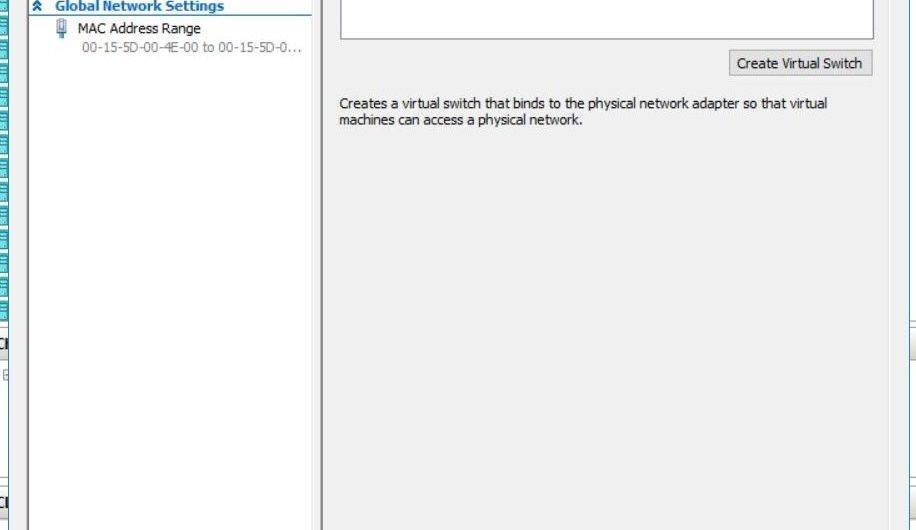 Global Network Settings
MAC Address Range
00-15-5D-00-4E-00 to 00-15-5D-0...
Create Virtual Switch
Creates a virtual switch that binds to the physical network adapter so that virtual
machines can access a physical network.